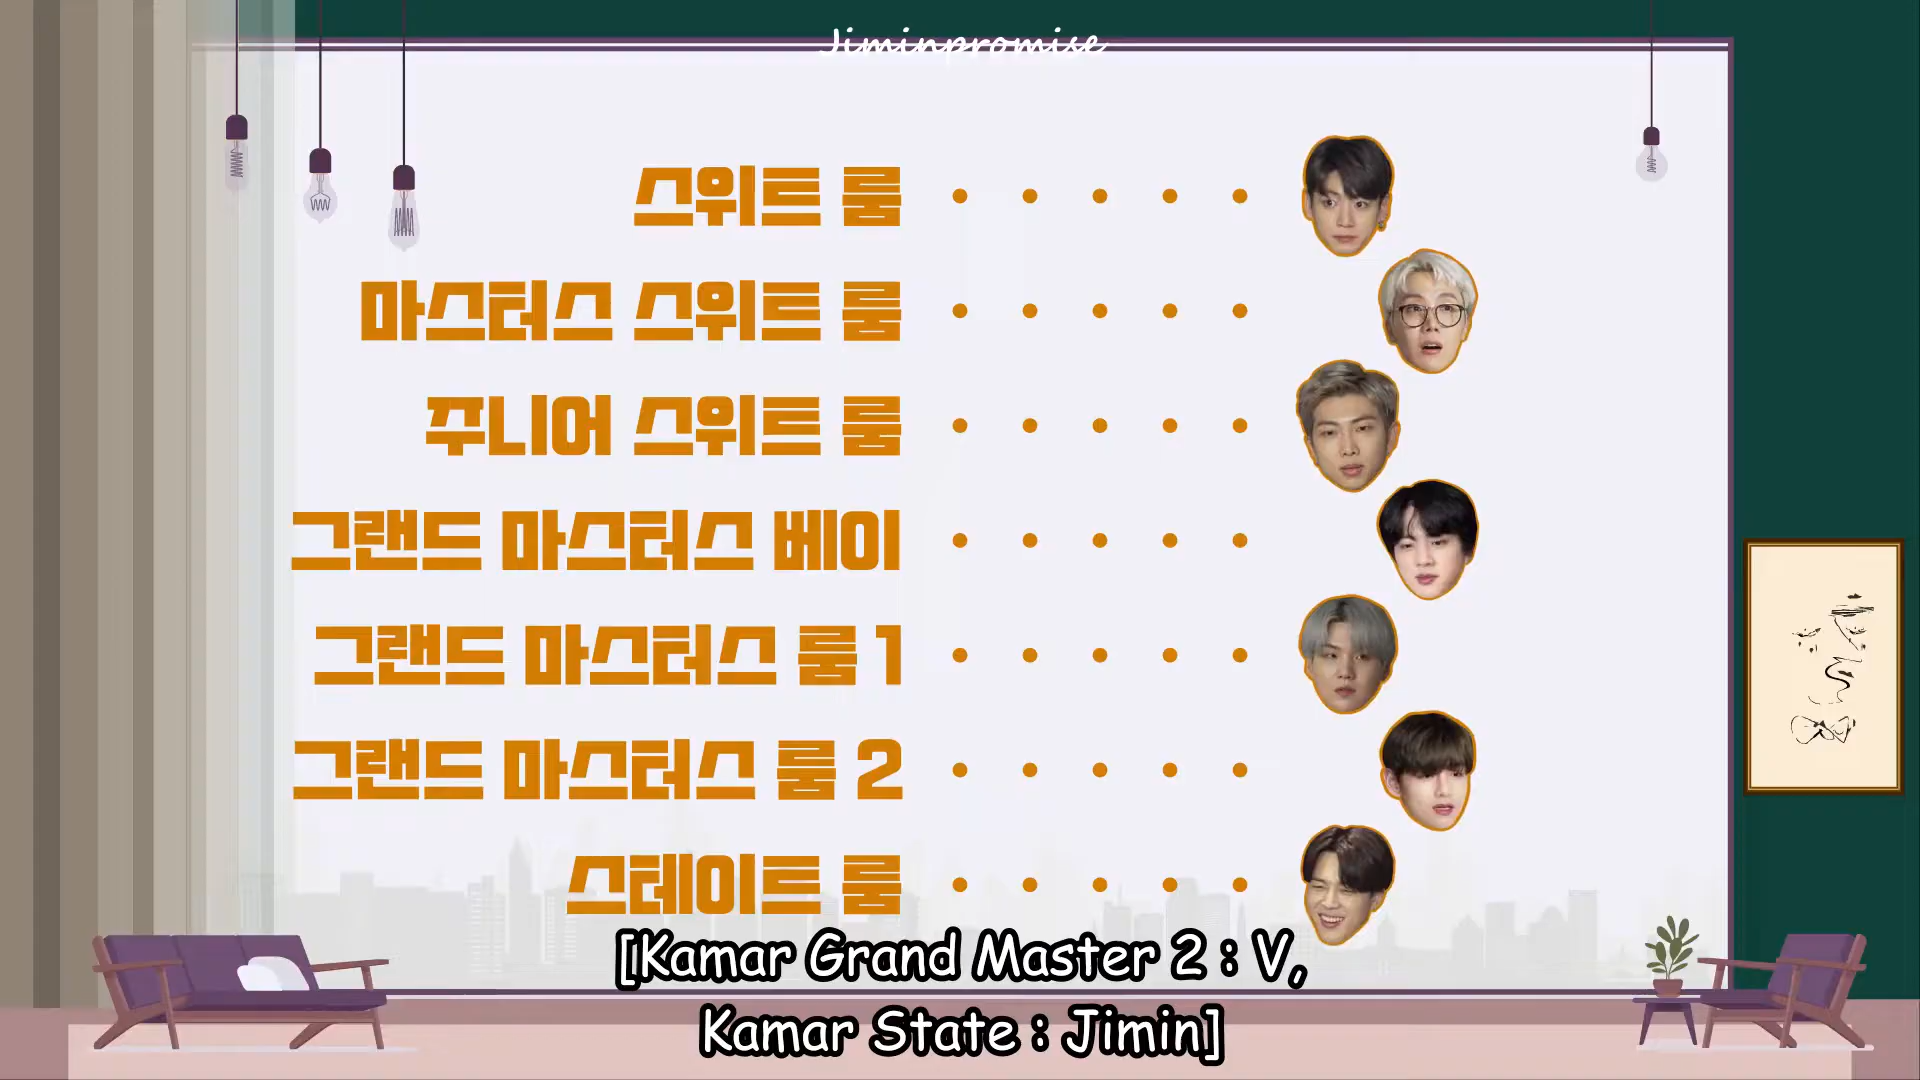 Jiminpromise
스위트 룸
마스터스 스위트 룸
쭈니어 스위트 룸
그랜드 마스터스 베이
그랜드 마스터스 룸 1
그랜드 마스터스 룸 2
스테이트 룸
[Kamar Grand Master 2 : V,
Kamar State : Jimin]